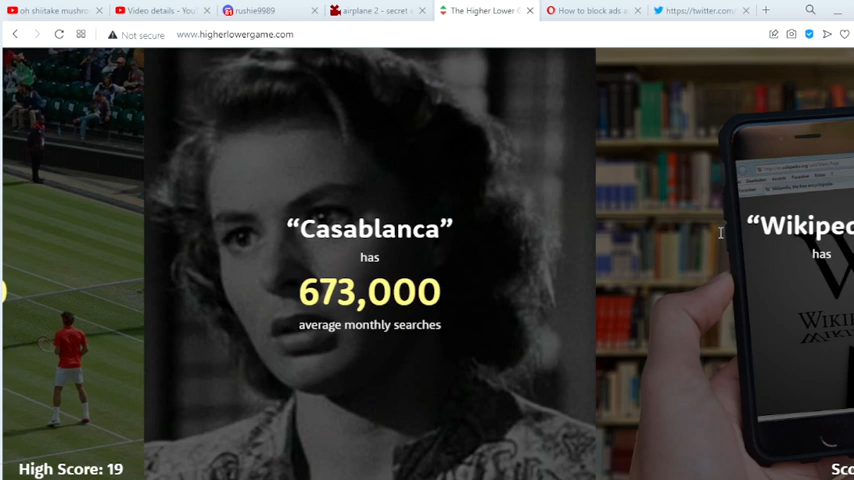 oh shiitake mushro
Video details - You
rushie9989
airplane 2 - secret
The Higher Lower G
How to block ads a
https://twitter.com/
Not secure
www.higherlowergame.com
“Casablanca”
has
673,000
average monthly searches
“Wikiped
has
WIKI
High Score: 19
Sco